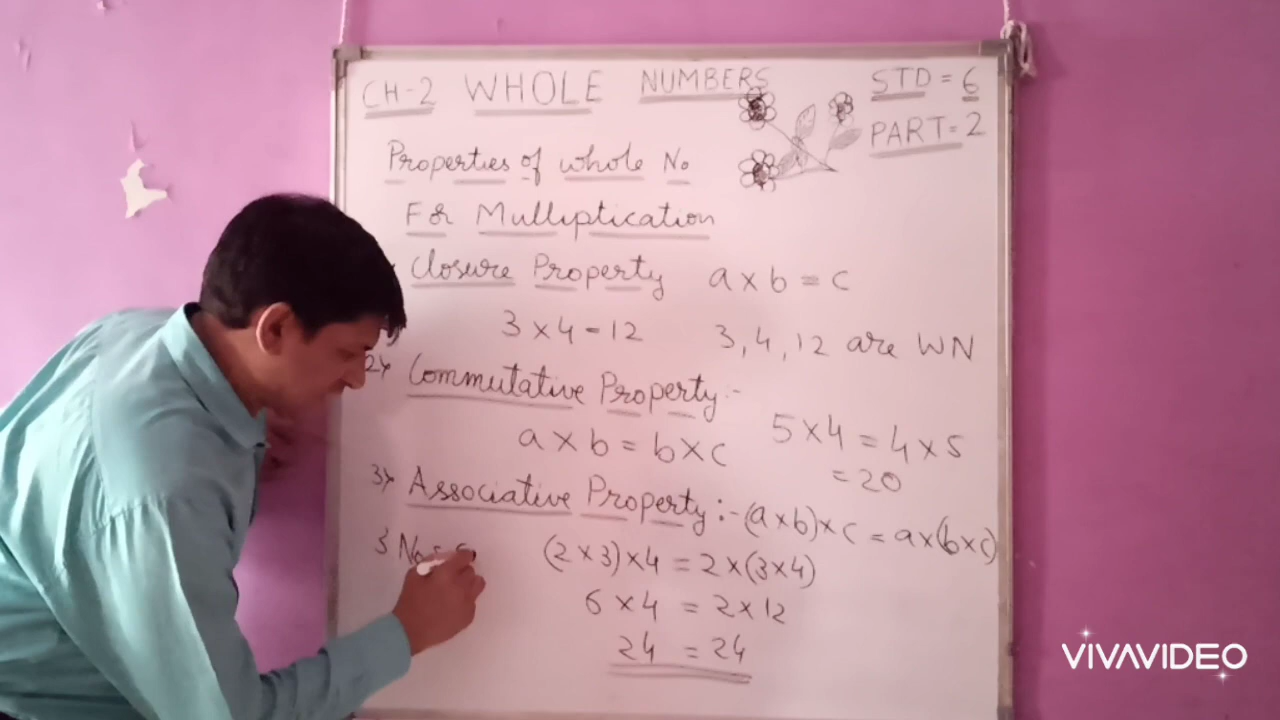 CH-2 WHOLE NUMBERS
STD = 6
PART = 2
Properties of whole No
For Mulliptication
Closure Property a × b = c
3 × 4 = 12 3, 4, 12 are WN
2) Commutative Property :-
a × b = b × c 5 × 4 = 4 × 5
= 20
3) Associative Property :- (a × b) × c = a × (b × c)
3 (2 × 3) × 4 = 2 × (3 × 4)
6 × 4 = 2 × 12
24 = 24
VIVAVIDEO